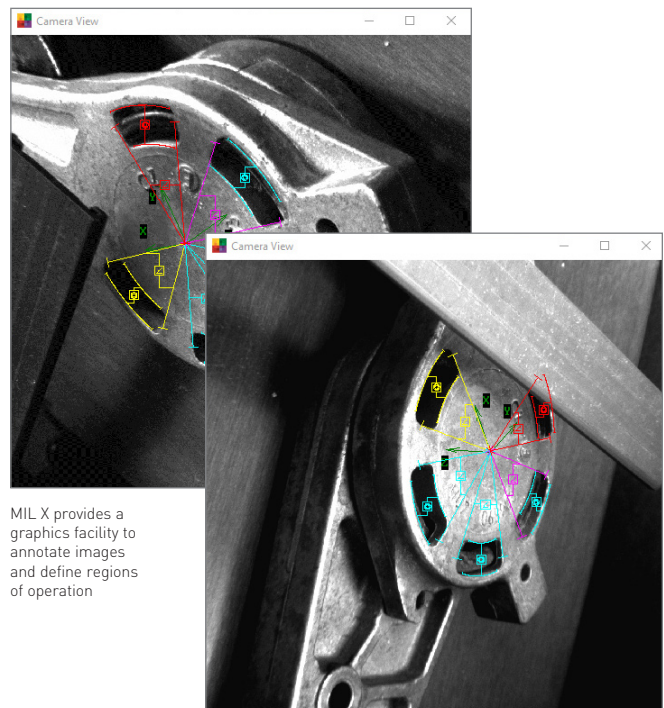 Camera View
Y
X
Camera View
X
Y
Z
MIL X provides a
graphics facility to
annotate images
and define regions
of operation